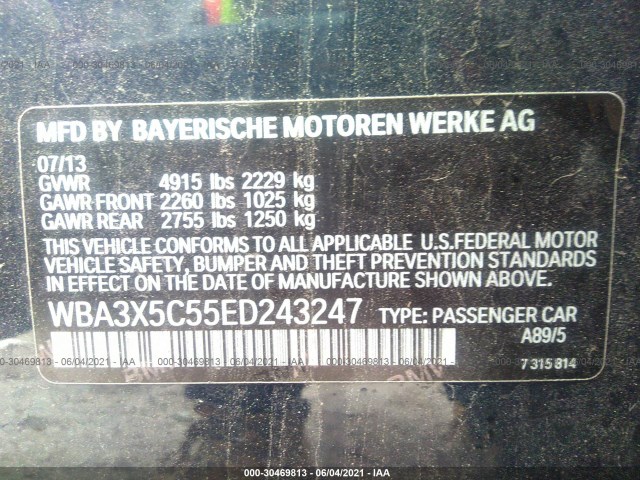 MFD BY BAYERISCHE MOTOREN WERKE AG
07/13
GVWR 4915 lbs 2229 kg
GAWR FRONT 2260 lbs 1025 kg
GAWR REAR 2755 lbs 1250 kg
THIS VEHICLE CONFORMS TO ALL APPLICABLE U.S.FEDERAL MOTOR
VEHICLE SAFETY, BUMPER AND THEFT PREVENTION STANDARDS
IN EFFECT ON THE DATE OF MANUFACTURE SHOWN ABOVE.
WBA3X5C55ED243247 TYPE: PASSENGER CAR
A89/5
7 315 814
000-30469813 - 06/04/2021 - IAA